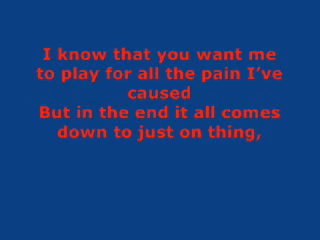 I know that you want me
to play for all the pain I've
caused
But in the end it all comes
down to just on thing,